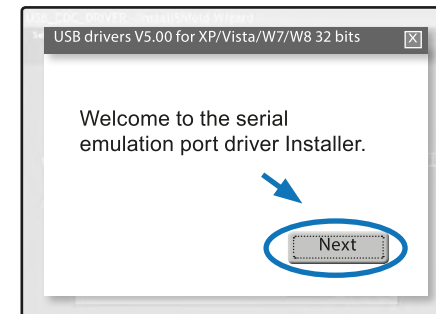 USB drivers V5.00 for XP/Vista/W7/W8 32 bits
X
Welcome to the serial
emulation port driver Installer.
Next